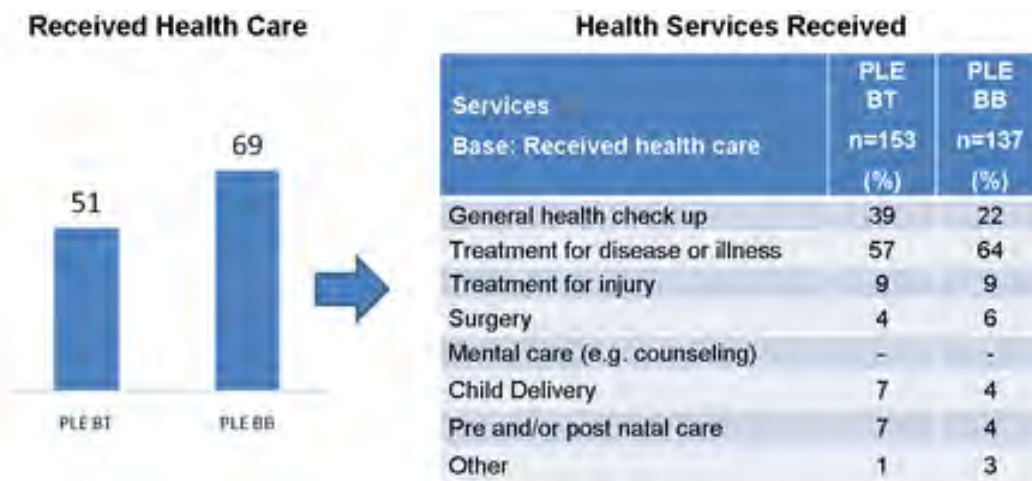 Received Health Care
69
51
PLE BT PLE BB
Health Services Received
Services PLE BT PLE BB
Base: Received health care n=153 n=137
(%) (%)
General health check up 39 22
Treatment for disease or illness 57 64
Treatment for injury 9 9
Surgery 4 6
Mental care (e.g. counseling) - -
Child Delivery 7 4
Pre and/or post natal care 7 4
Other 1 3